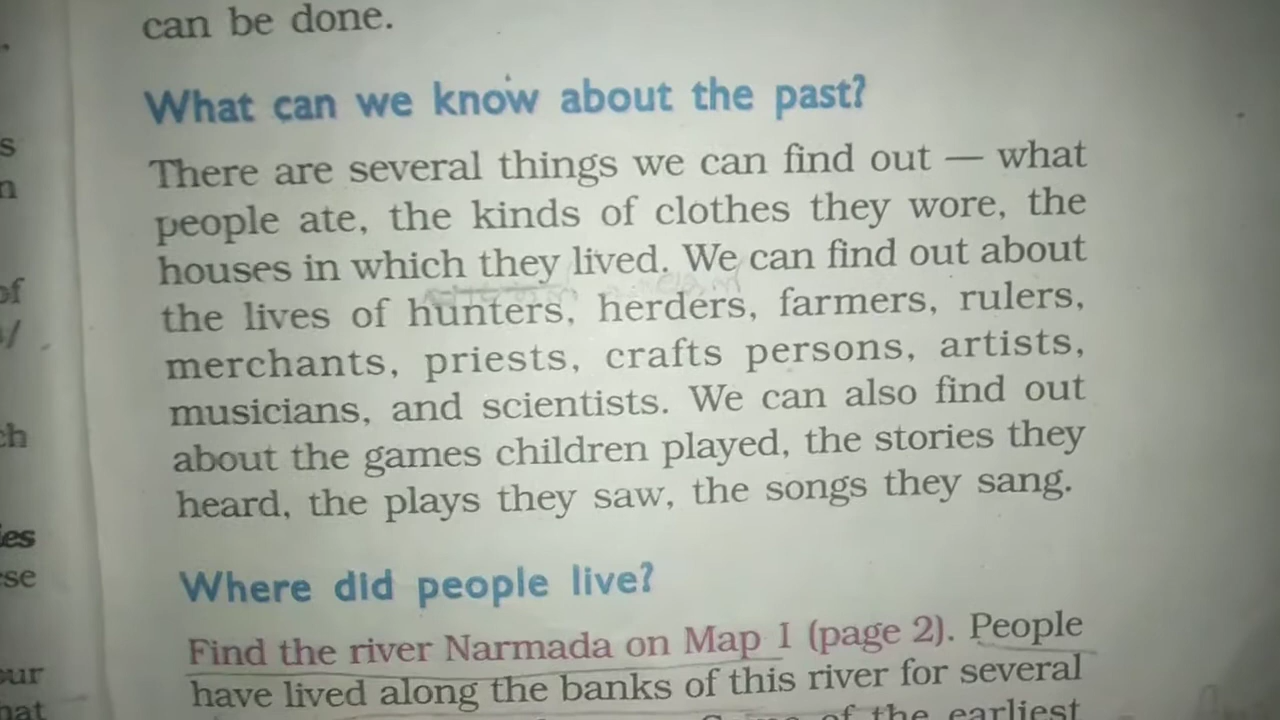 can be done.
What can we know about the past?
There are several things we can find out — what
people ate, the kinds of clothes they wore, the
houses in which they lived. We can find out about
the lives of hunters, herders, farmers, rulers,
merchants, priests, crafts persons, artists,
musicians, and scientists. We can also find out
about the games children played, the stories they
heard, the plays they saw, the songs they sang.
Where did people live?
Find the river Narmada on Map 1 (page 2). People
have lived along the banks of this river for several
of the earliest